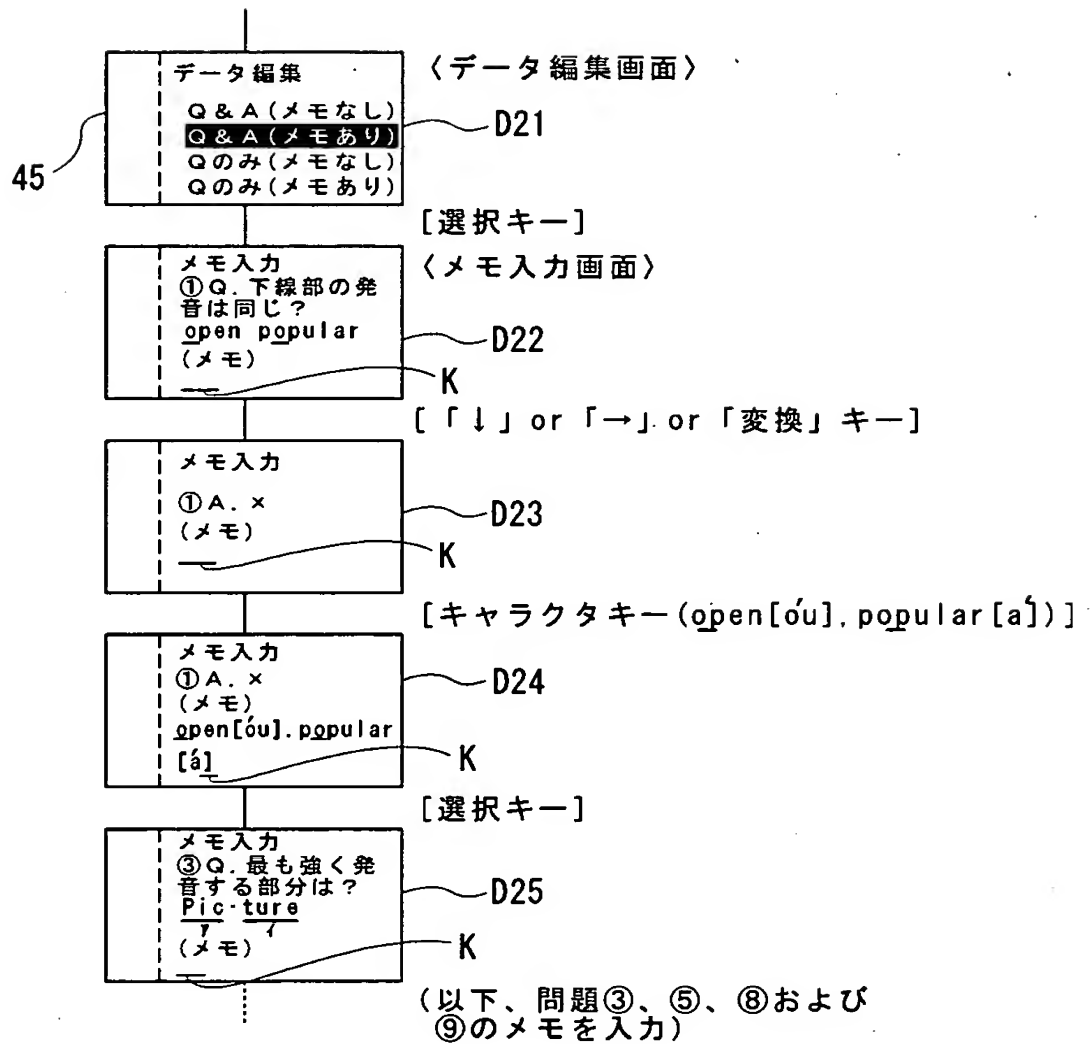 データ編集
Q&A(メモなし)
Q&A(メモあり)
Qのみ(メモなし)
Qのみ(メモあり)
〈データ編集画面〉
D21
45
[選択キー]
メモ入力
①Q.下線部の発
音は同じ?
open popular
(メモ)
〈メモ入力画面〉
D22
K
[「↓」or「→」or「変換」キー]
メモ入力
①A.×
(メモ)
D23
K
[キャラクタキー(open[óu],popular[á])]
メモ入力
①A.×
(メモ)
open[óu].popular
[á]
D24
K
[選択キー]
メモ入力
③Q.最も強く発
音する部分は?
Pic・ture
ア イ
(メモ)
D25
K
(以下、問題③、⑤、⑧および
⑨のメモを入力)